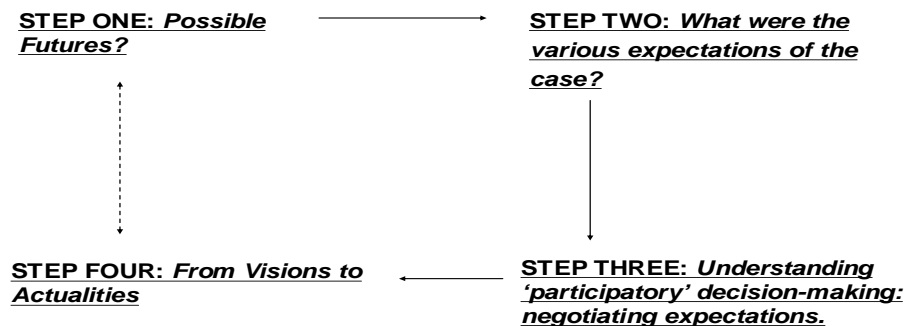 STEP ONE: Possible
Futures?
STEP TWO: What were the
various expectations of the
case?
STEP THREE: Understanding
‘participatory’ decision-making:
negotiating expectations.
STEP FOUR: From Visions to
Actualities